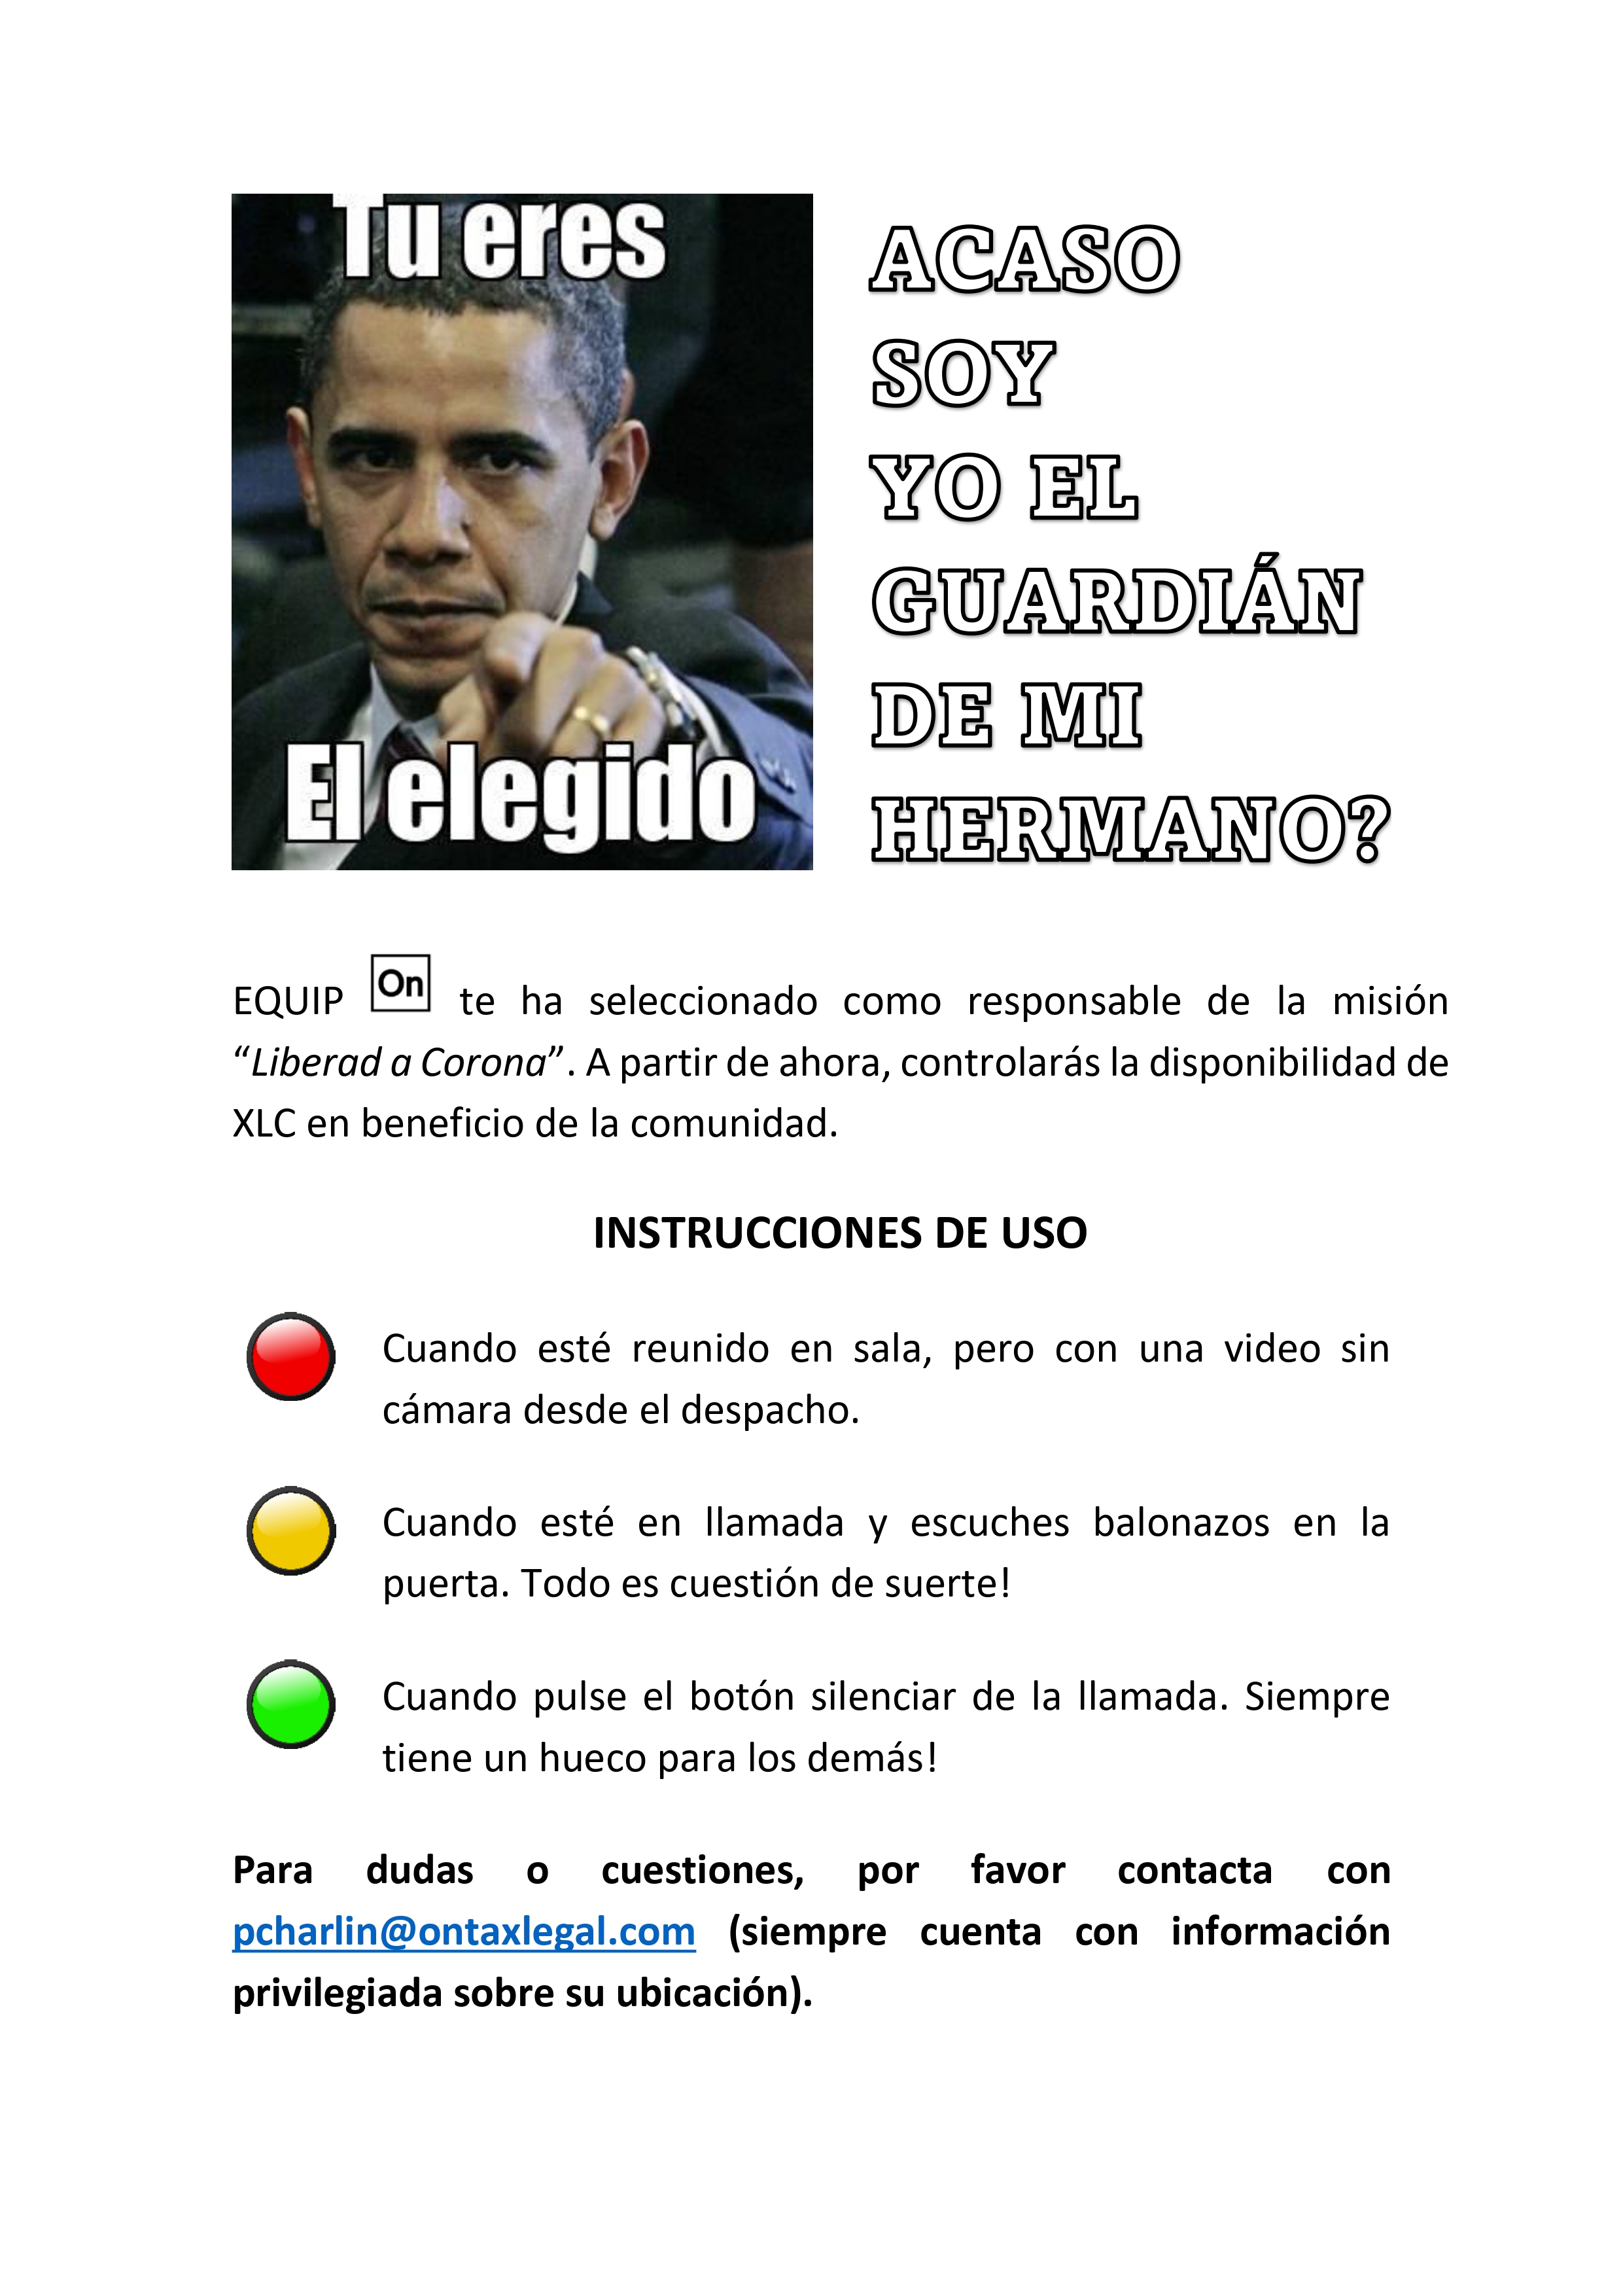 Tu eres
El elegido
ACASO
SOY
YO EL
GUARDIÁN
DE MI
HERMANO?
EQUIP On te ha seleccionado como responsable de la misión
“Liberad a Corona”. A partir de ahora, controlarás la disponibilidad de
XLC en beneficio de la comunidad.
INSTRUCCIONES DE USO
Cuando esté reunido en sala, pero con una video sin
cámara desde el despacho.
Cuando esté en llamada y escuches balonazos en la
puerta. Todo es cuestión de suerte!
Cuando pulse el botón silenciar de la llamada. Siempre
tiene un hueco para los demás!
Para dudas o cuestiones, por favor contacta con
pcharlin@ontaxlegal.com (siempre cuenta con información
privilegiada sobre su ubicación).